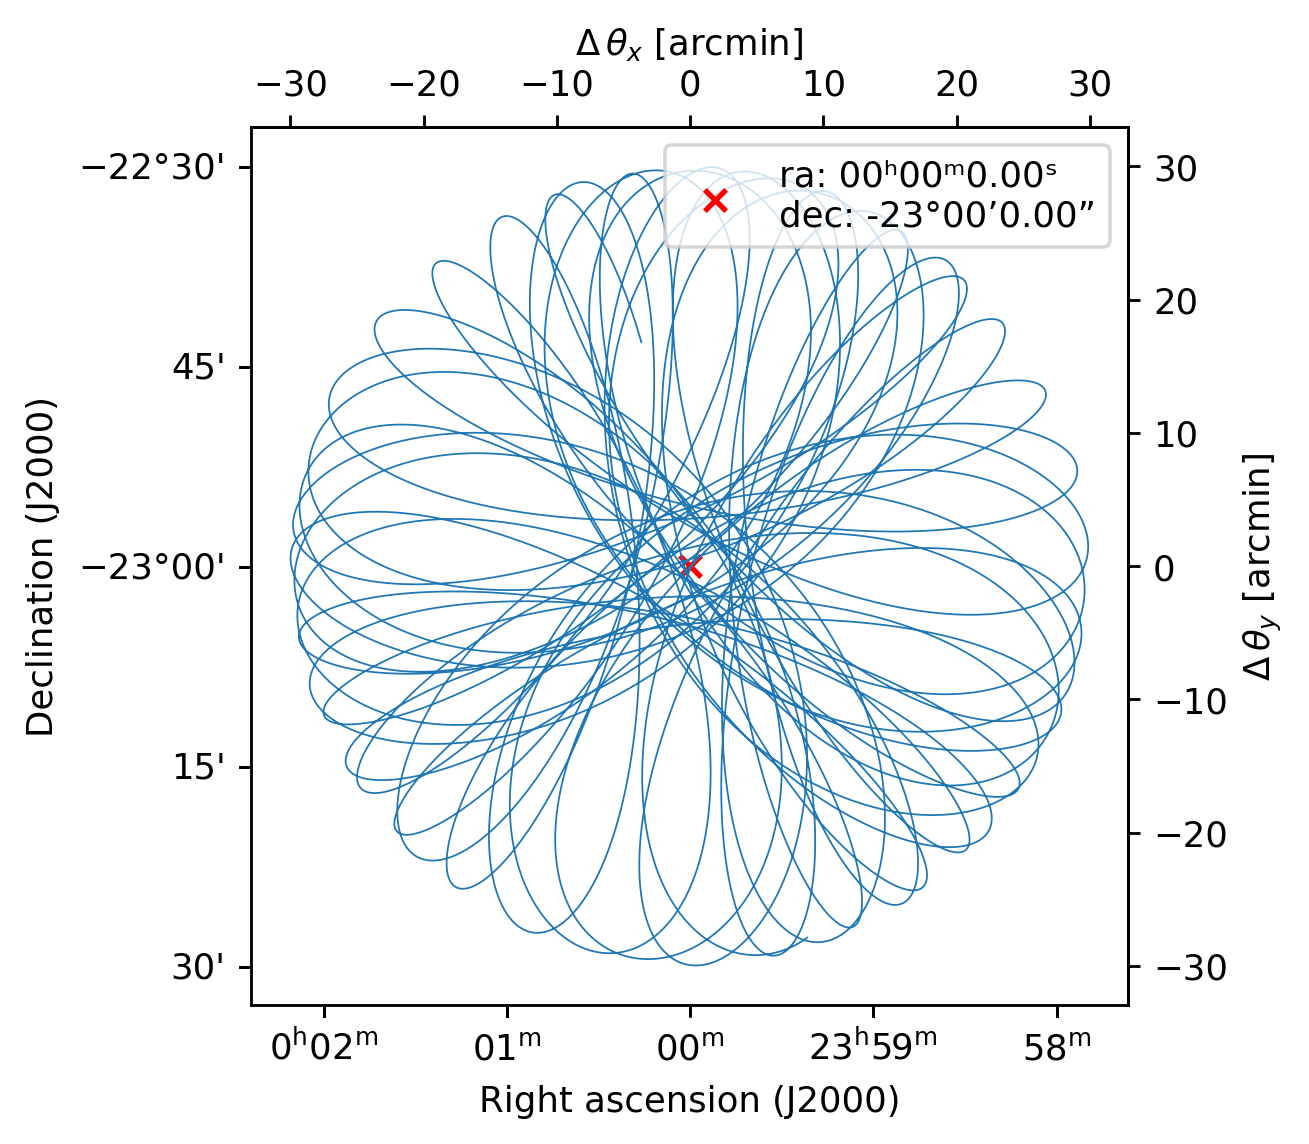 Δ θx [arcmin]
−30 −20 −10 0 10 20 30
ra: 00ʰ00ᵐ0.00ˢ
dec: -23°00’0.00”
−22°30'
45'
−23°00'
15'
30'
Declination (J2000)
30
20
10
0
−10
−20
−30
Δ θy [arcmin]
0ʰ02ᵐ 01ᵐ 00ᵐ 23ʰ59ᵐ 58ᵐ
Right ascension (J2000)